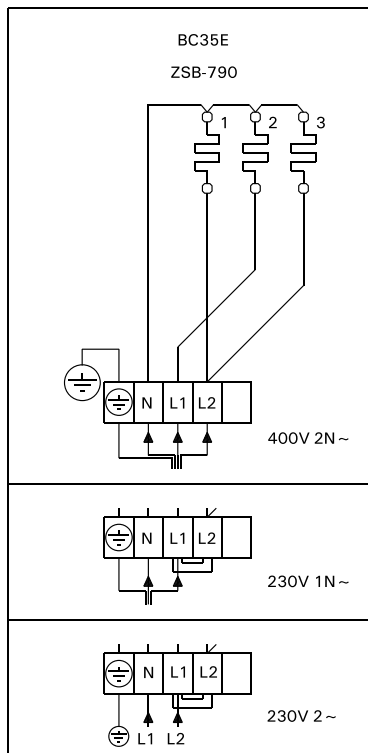 BC35E
ZSB-790
1 2 3
N L1 L2
400V 2N~
N L1 L2
230V 1N~
N L1 L2
230V 2~
L1 L2